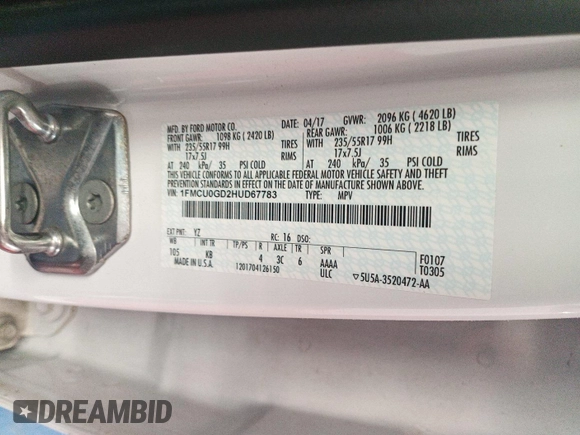 MFD. BY FORD MOTOR CO.
DATE: 04/17 GVWR: 2096 KG ( 4620 LB)
FRONT GAWR: 1098 KG ( 2420 LB)
REAR GAWR: 1006 KG ( 2218 LB)
WITH 235/55R17 99H TIRES
17x7.5J RIMS
AT 240 kPa/ 35 PSI COLD
WITH 235/55R17 99H TIRES
17x7.5J RIMS
AT 240 kPa/ 35 PSI COLD
THIS VEHICLE CONFORMS TO ALL APPLICABLE FEDERAL MOTOR VEHICLE SAFETY AND THEFT
PREVENTION STANDARDS IN EFFECT ON THE DATE OF MANUFACTURE SHOWN ABOVE.
VIN: 1FMCU0GD2HUD67783 TYPE: MPV
EXT PNT: YZ RC: 16 DSO:
WB INT TR TP/PS R AXLE TR SPR
105 KB 4 3C 6 AAAA
F0107
T0305
MADE IN U.S.A. 1201704126150 ULC ▽5U5A-3520472-AA
DREAMBID